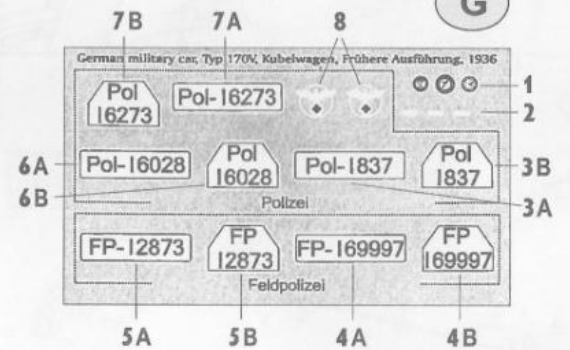 G
7B 7A 8
German military car, Typ 170V, Kubelwagen, Frühere Ausführung, 1936
Pol 16273
Pol-16273
1
2
6A
Pol-16028
Pol 16028
Pol-1837
Pol 1837
3B
6B
Polizei
3A
FP-12873
FP 12873
FP-169997
FP 169997
Feldpolizei
5A 5B 4A 4B